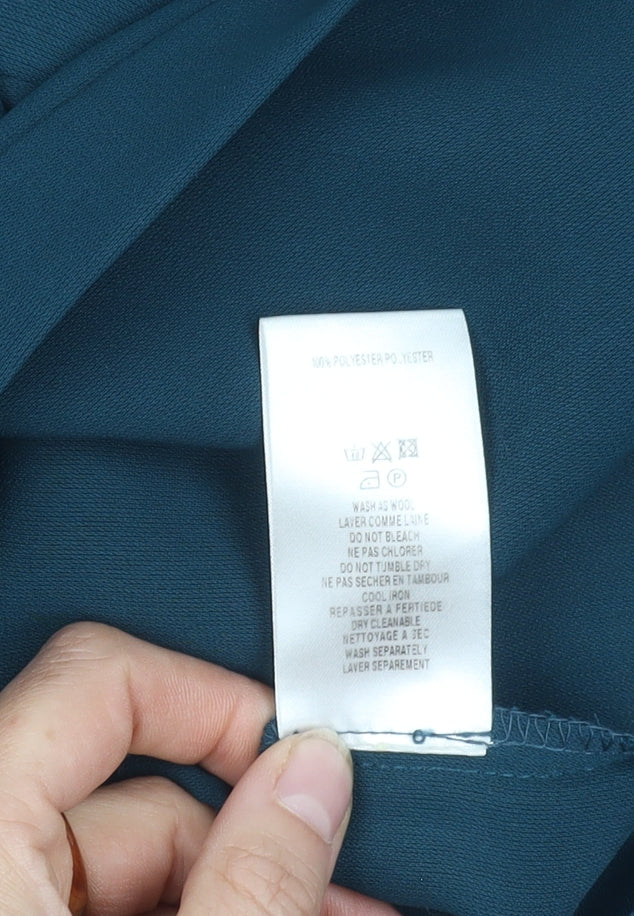 100% POLYESTER POLYESTER
P
WASH AS WOOL
LAVER COMME LAINE
DO NOT BLEACH
NE PAS CHLORER
DO NOT TUMBLE DRY
NE PAS SECHER EN TAMBOUR
COOL IRON
REPASSER A FERTIEDE
DRY CLEANABLE
NETTOYAGE A SEC
WASH SEPARATELY
LAVER SEPAREMENT